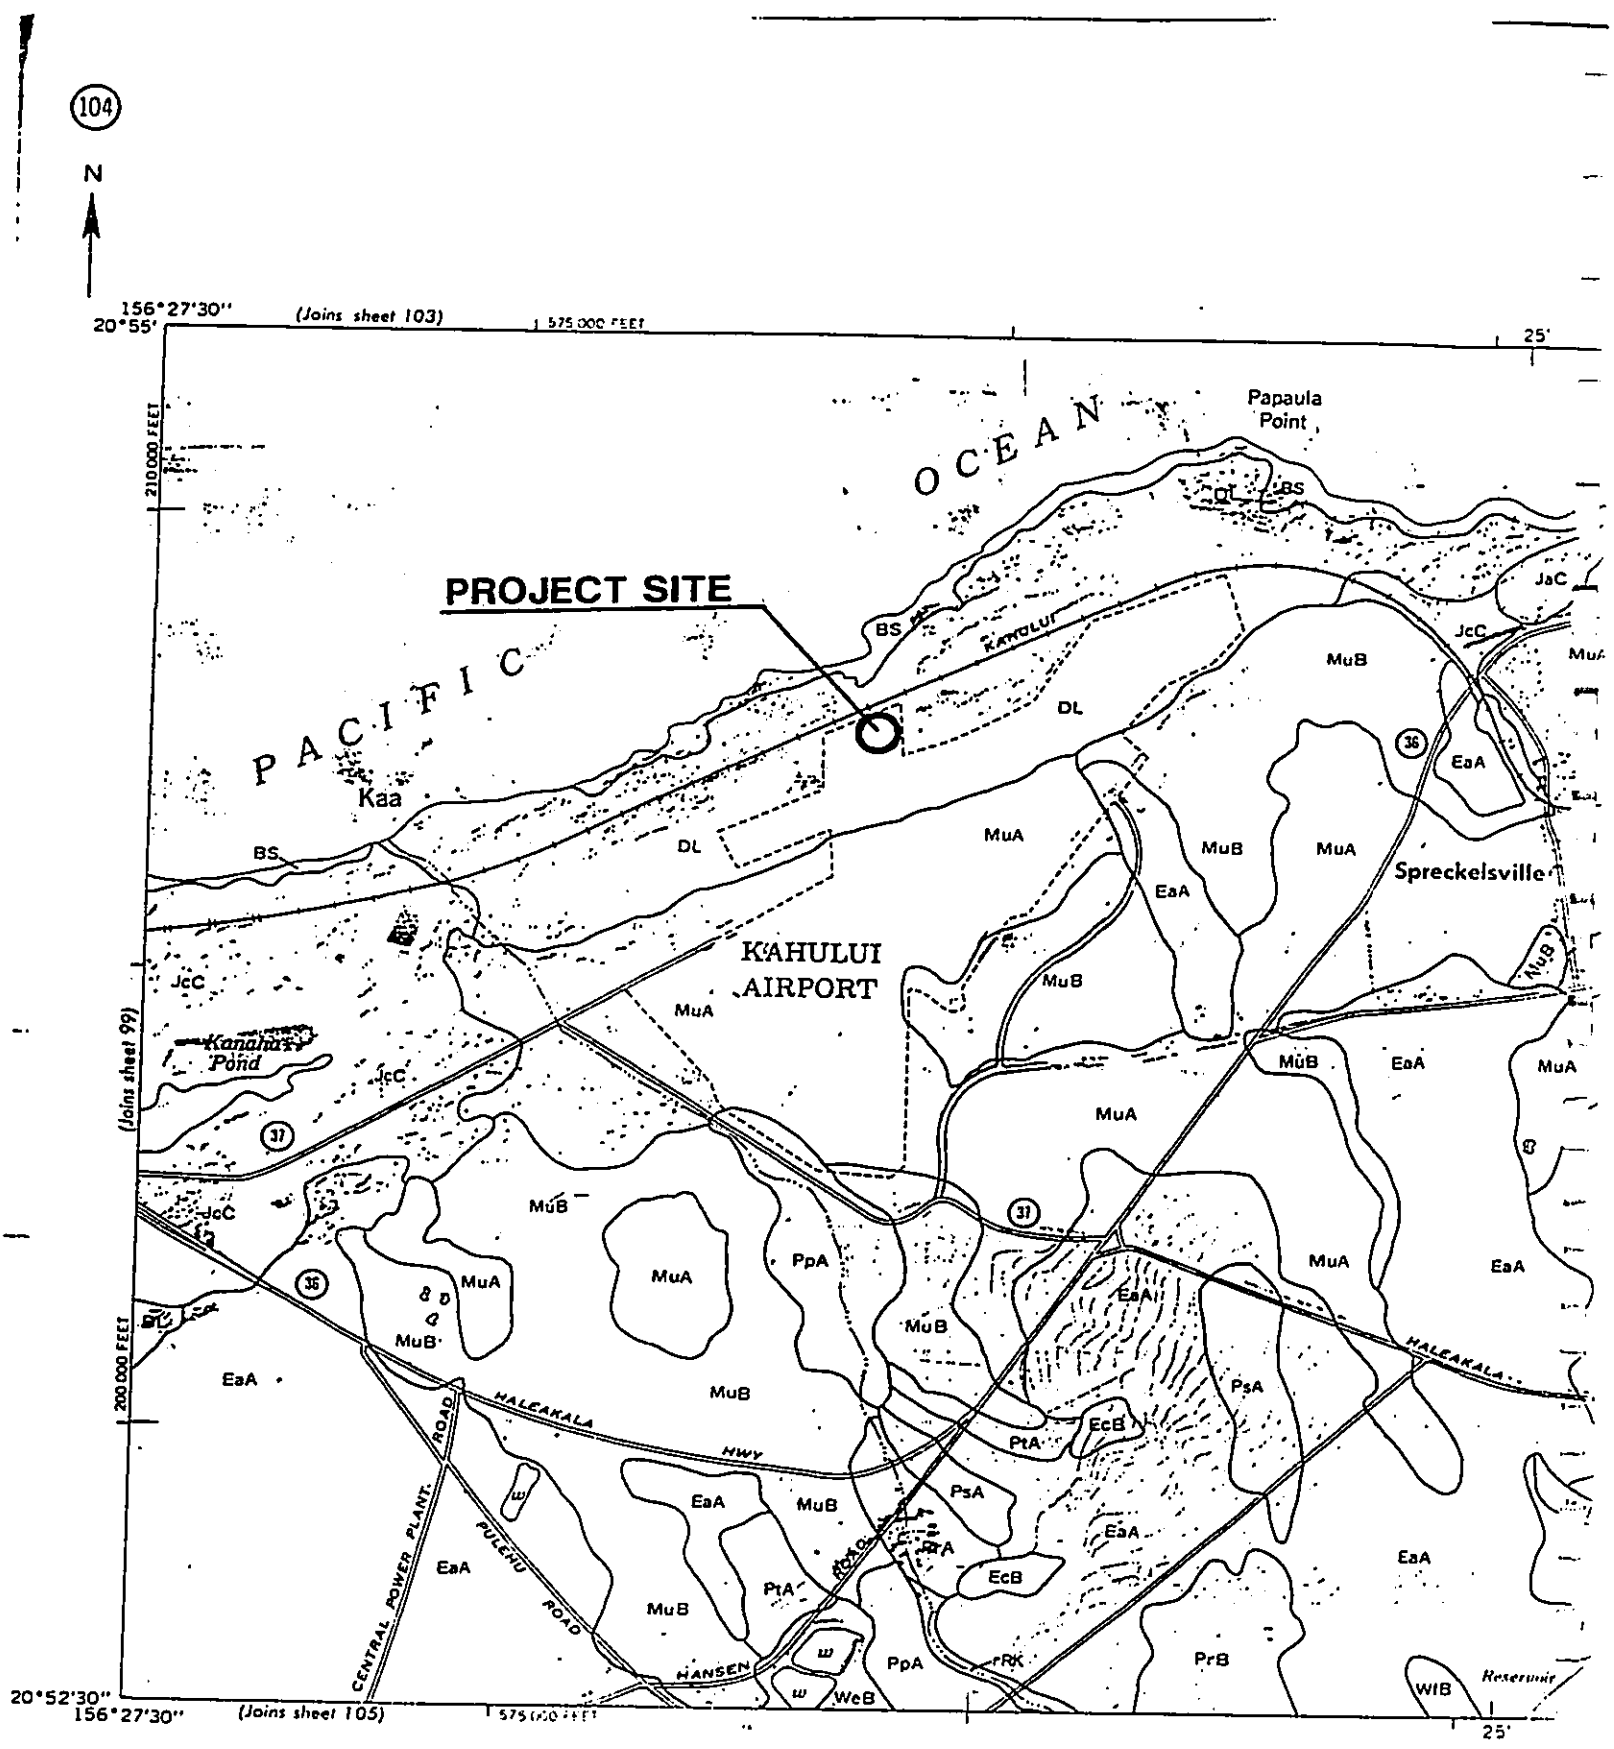 104
N
156°27'30"
20°55'
(Joins sheet 103)
575 000 FEET
25'
210 000 FEET
OCEAN
Papaula
Point
DL
BS
PROJECT SITE
JaC
BS
KAHULUI
JcC
MuB
MuA
PACIFIC
DL
36
EaA
Kaa
MuA
DL
MuB
MuA
BS
Spreckelsville
EaA
KAHULUI
AIRPORT
MuB
MuB
JcC
MuA
Kanaha
Pond
(Joins sheet 99)
JcC
MuB
EaA
MuA
MuA
37
MuB
JcC
37
PpA
MuA
MuA
EaA
36
MuA
EaA
MuB
MuB
DL
200 000 FEET
EaA
MuB
HALEAKALA
PsA
HALEAKALA
HWY
ROAD
EcB
PtA
E
EaA
MuB
PsA
CENTRAL POWER PLANT
PULEHU
ROAD
EaA
ROAD
PrA
EaA
EaA
EcB
PtA
MuB
HANSEN
W
W
WeB
PpA
rRK
PrB
Reservoir
WfB
20°52'30"
156°27'30"
(Joins sheet 105)
575 000 FEET
25'